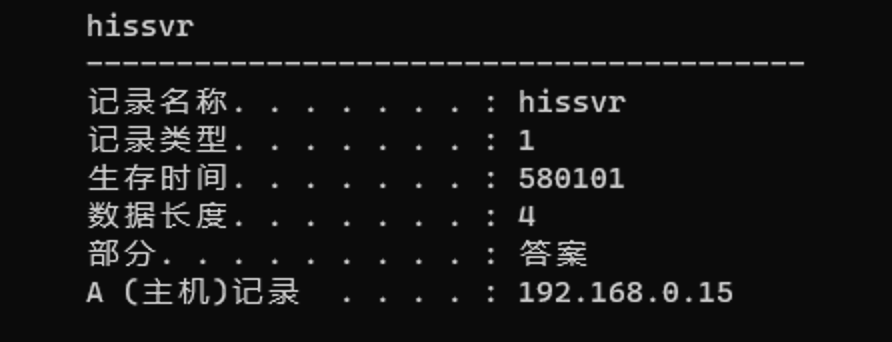 hissvr
----------------------------------------
记录名称. . . . . . . : hissvr
记录类型. . . . . . . : 1
生存时间. . . . . . . : 580101
数据长度. . . . . . . : 4
部分. . . . . . . . . : 答案
A (主机)记录  . . . . : 192.168.0.15